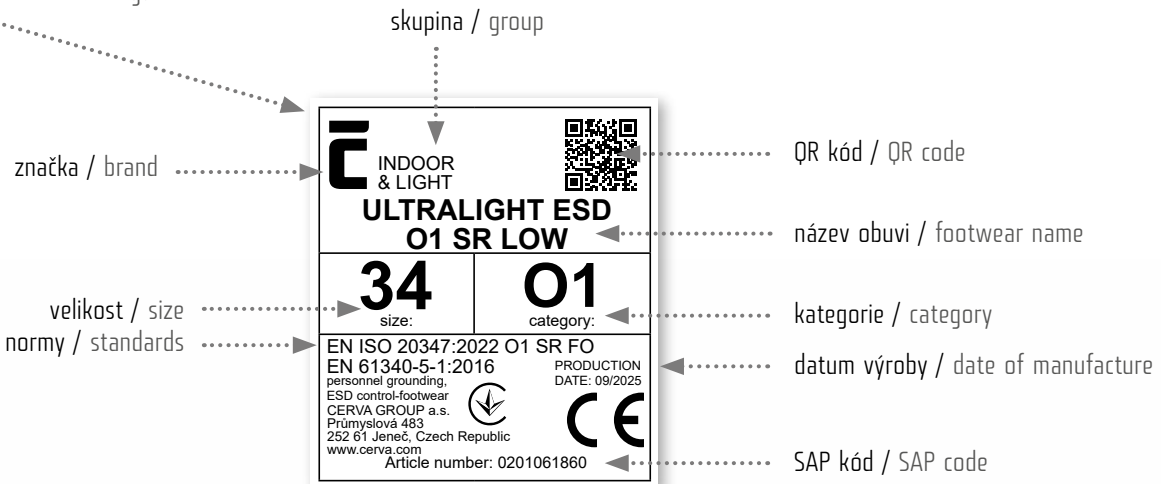 skupina / group
značka / brand
INDOOR
& LIGHT
QR kód / QR code
ULTRALIGHT ESD
O1 SR LOW
název obuvi / footwear name
34
size:
O1
category:
velikost / size
kategorie / category
normy / standards
EN ISO 20347:2022 O1 SR FO
EN 61340-5-1:2016
personnel grounding,
ESD control-footwear
CERVA GROUP a.s.
Průmyslová 483
252 61 Jeneč, Czech Republic
www.cerva.com
PRODUCTION
DATE: 09/2025
CE
datum výroby / date of manufacture
Article number: 0201061860
SAP kód / SAP code